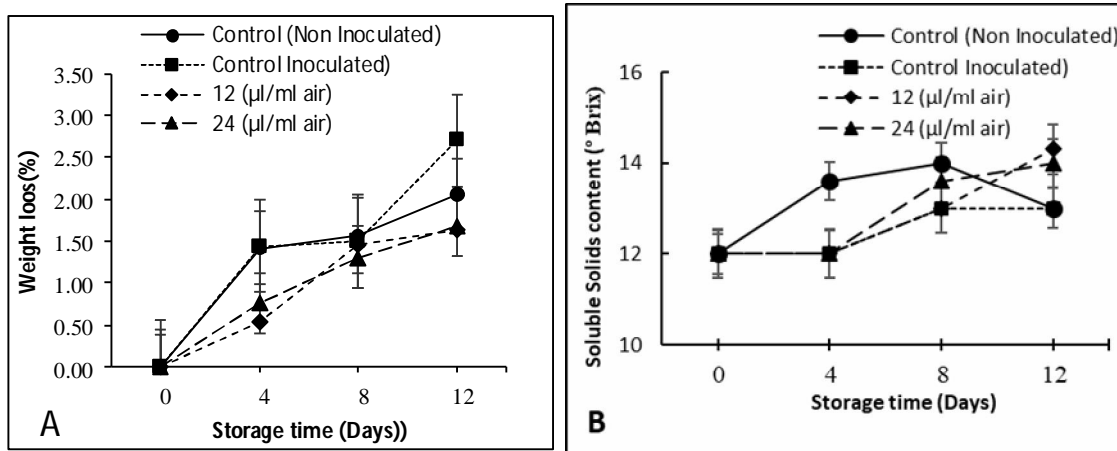 Control (Non Inoculated)
Control Inoculated)
12 (µl/ml air)
24 (µl/ml air)
3.50
3.00
2.50
2.00
1.50
1.00
0.50
0.00
Weight loos(%)
0
4
8
12
Storage time (Days))
A
Control (Non Inoculated)
Control Inoculated)
12 (µl/ml air)
24 (µl/ml air)
16
14
12
10
Soluble Solids content (° Brix)
0
4
8
12
Storage time (Days)
B